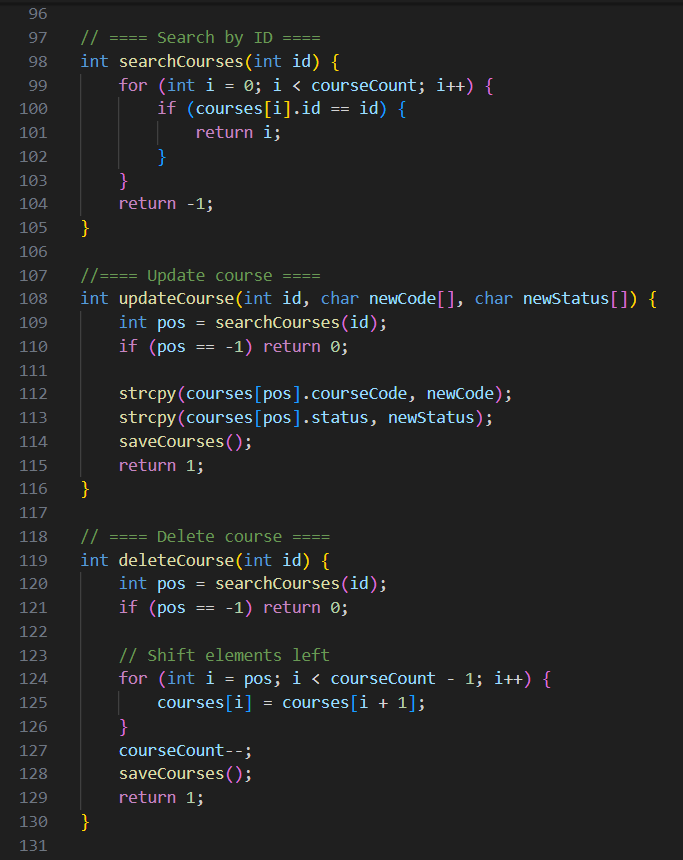 96
97 // ==== Search by ID ====
98 int searchCourses(int id) {
99     for (int i = 0; i < courseCount; i++) {
100         if (courses[i].id == id) {
101             return i;
102         }
103     }
104     return -1;
105 }
106
107 //==== Update course ====
108 int updateCourse(int id, char newCode[], char newStatus[]) {
109     int pos = searchCourses(id);
110     if (pos == -1) return 0;
111
112     strcpy(courses[pos].courseCode, newCode);
113     strcpy(courses[pos].status, newStatus);
114     saveCourses();
115     return 1;
116 }
117
118 // ==== Delete course ====
119 int deleteCourse(int id) {
120     int pos = searchCourses(id);
121     if (pos == -1) return 0;
122
123     // Shift elements left
124     for (int i = pos; i < courseCount - 1; i++) {
125         courses[i] = courses[i + 1];
126     }
127     courseCount--;
128     saveCourses();
129     return 1;
130 }
131